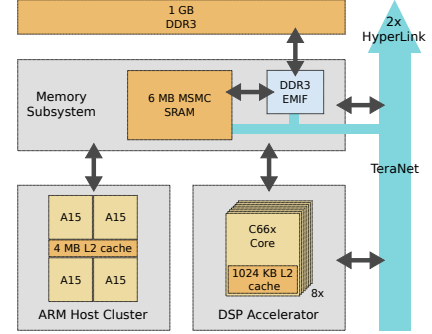 1 GB
DDR3
2x
HyperLink
Memory
Subsystem
6 MB MSMC
SRAM
DDR3
EMIF
TeraNet
A15 A15
4 MB L2 cache
A15 A15
ARM Host Cluster
C66x
Core
1024 KB L2
cache
8x
DSP Accelerator